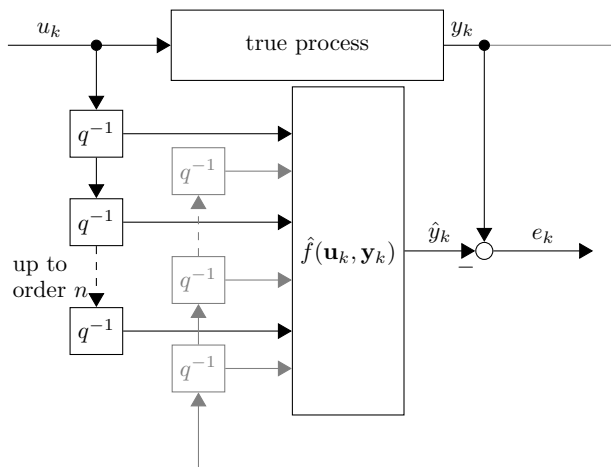 u_k
true process
y_k
q^{-1}
q^{-1}
q^{-1}
q^{-1}
up to
order n
q^{-1}
q^{-1}
f̂(𝐮_k, 𝐲_k)
ŷ_k
−
e_k